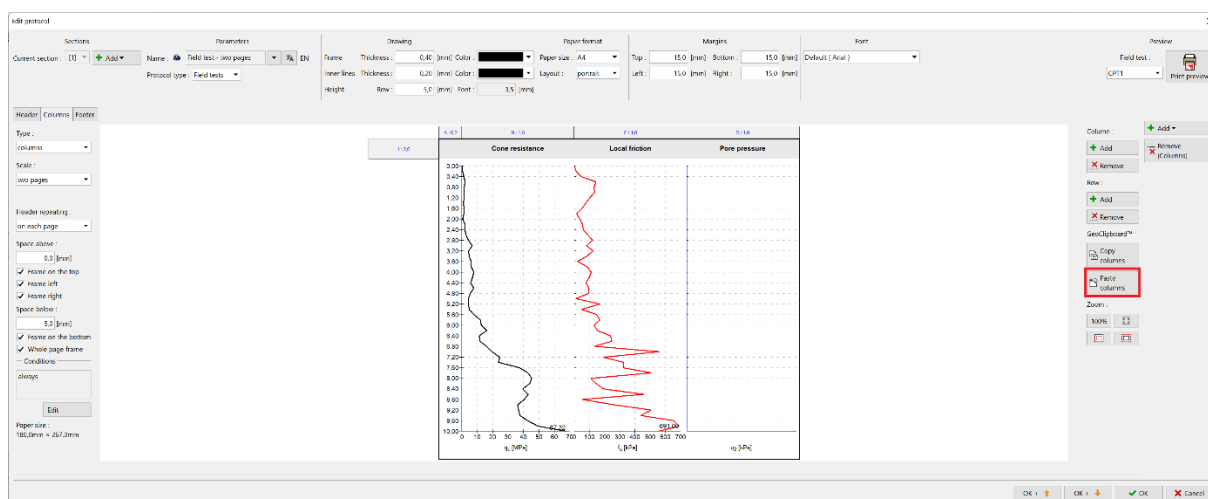 Edit protocol
Sections
Parameters
Drawing
Paper format
Margins
Font
Preview
Current section : [1] + Add
Name : Field test - two pages EN
Frame Thickness : 0,40 [mm] Color :
Paper size : A4
Top : 15,0 [mm] Bottom : 15,0 [mm]
Default (Arial)
Field test :
Protocol type : Field tests
Inner lines Thickness : 0,20 [mm] Color :
Layout : portrait
Left : 15,0 [mm] Right : 15,0 [mm]
CPT1
Print preview
Height Row : 5,0 [mm] Font : 3,5 [mm]
Header Columns Footer
Type :
columns
Scale :
two pages
Header repeating :
on each page
Space above :
0,0 [mm]
Frame on the top
Frame left
Frame right
Space below :
5,0 [mm]
Frame on the bottom
Whole page frame
Conditions
always
Edit
Paper size :
180,0mm × 267,0mm
Cone resistance Local friction Pore pressure
0.00
0.40
0.80
1.20
1.60
2.00
2.40
2.80
3.20
3.60
4.00
4.40
4.80
5.20
5.60
6.00
6.40
6.80
7.20
7.60
8.00
8.40
8.80
9.20
9.60
10.00
691.00
0 10 20 30 40 50 60 70
100 200 300 400 500 600 700
[MPa] [kPa] [kPa]
Column :
+ Add
Remove
Row :
+ Add
Remove
GeoClipboard™
Copy
columns
Paste
columns
Zoom :
100%
+ Add
Remove
(Columns)
OK + OK + OK Cancel